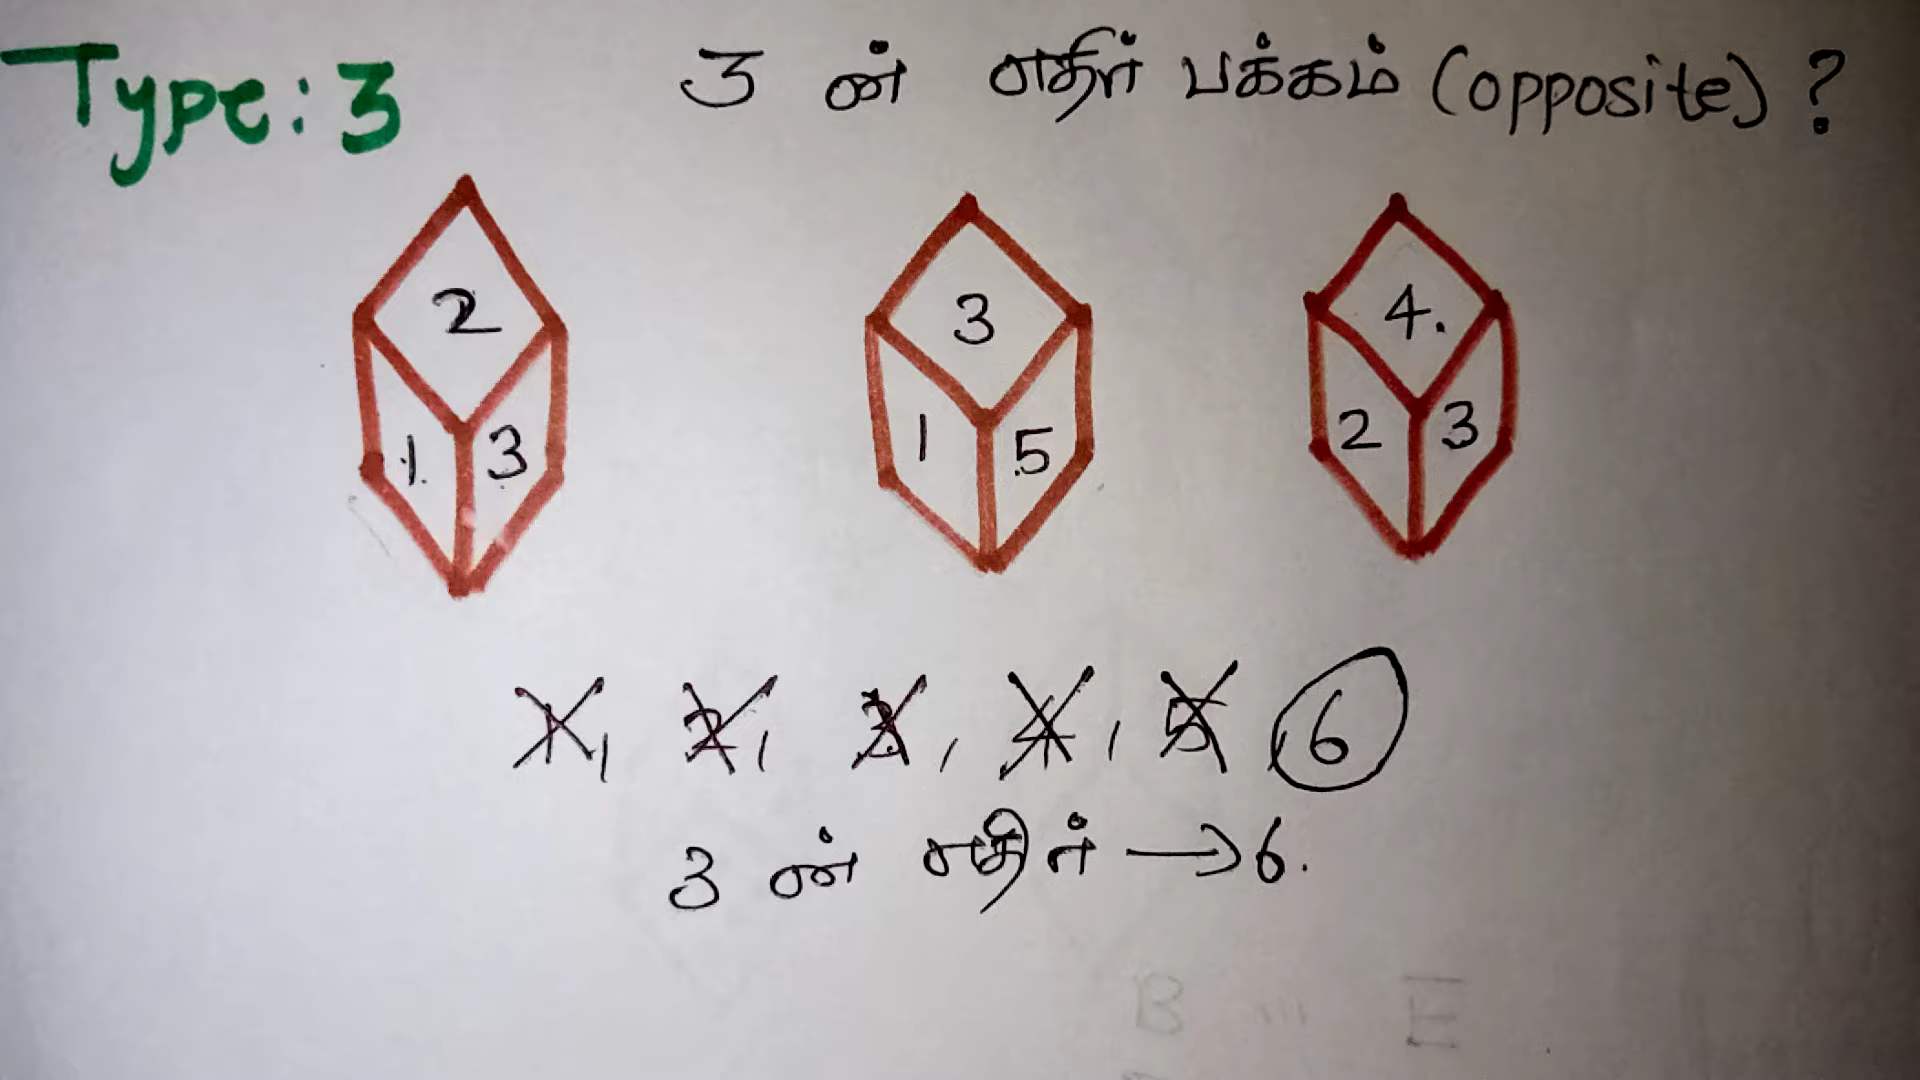 Type: 3
3 ன் எதிர் பக்கம் (opposite) ?
2
1. 3
3
1 5
4.
2 3
1, 2, 3, 4, 5 6
3 ன் எதிர் → 6.
B ... E